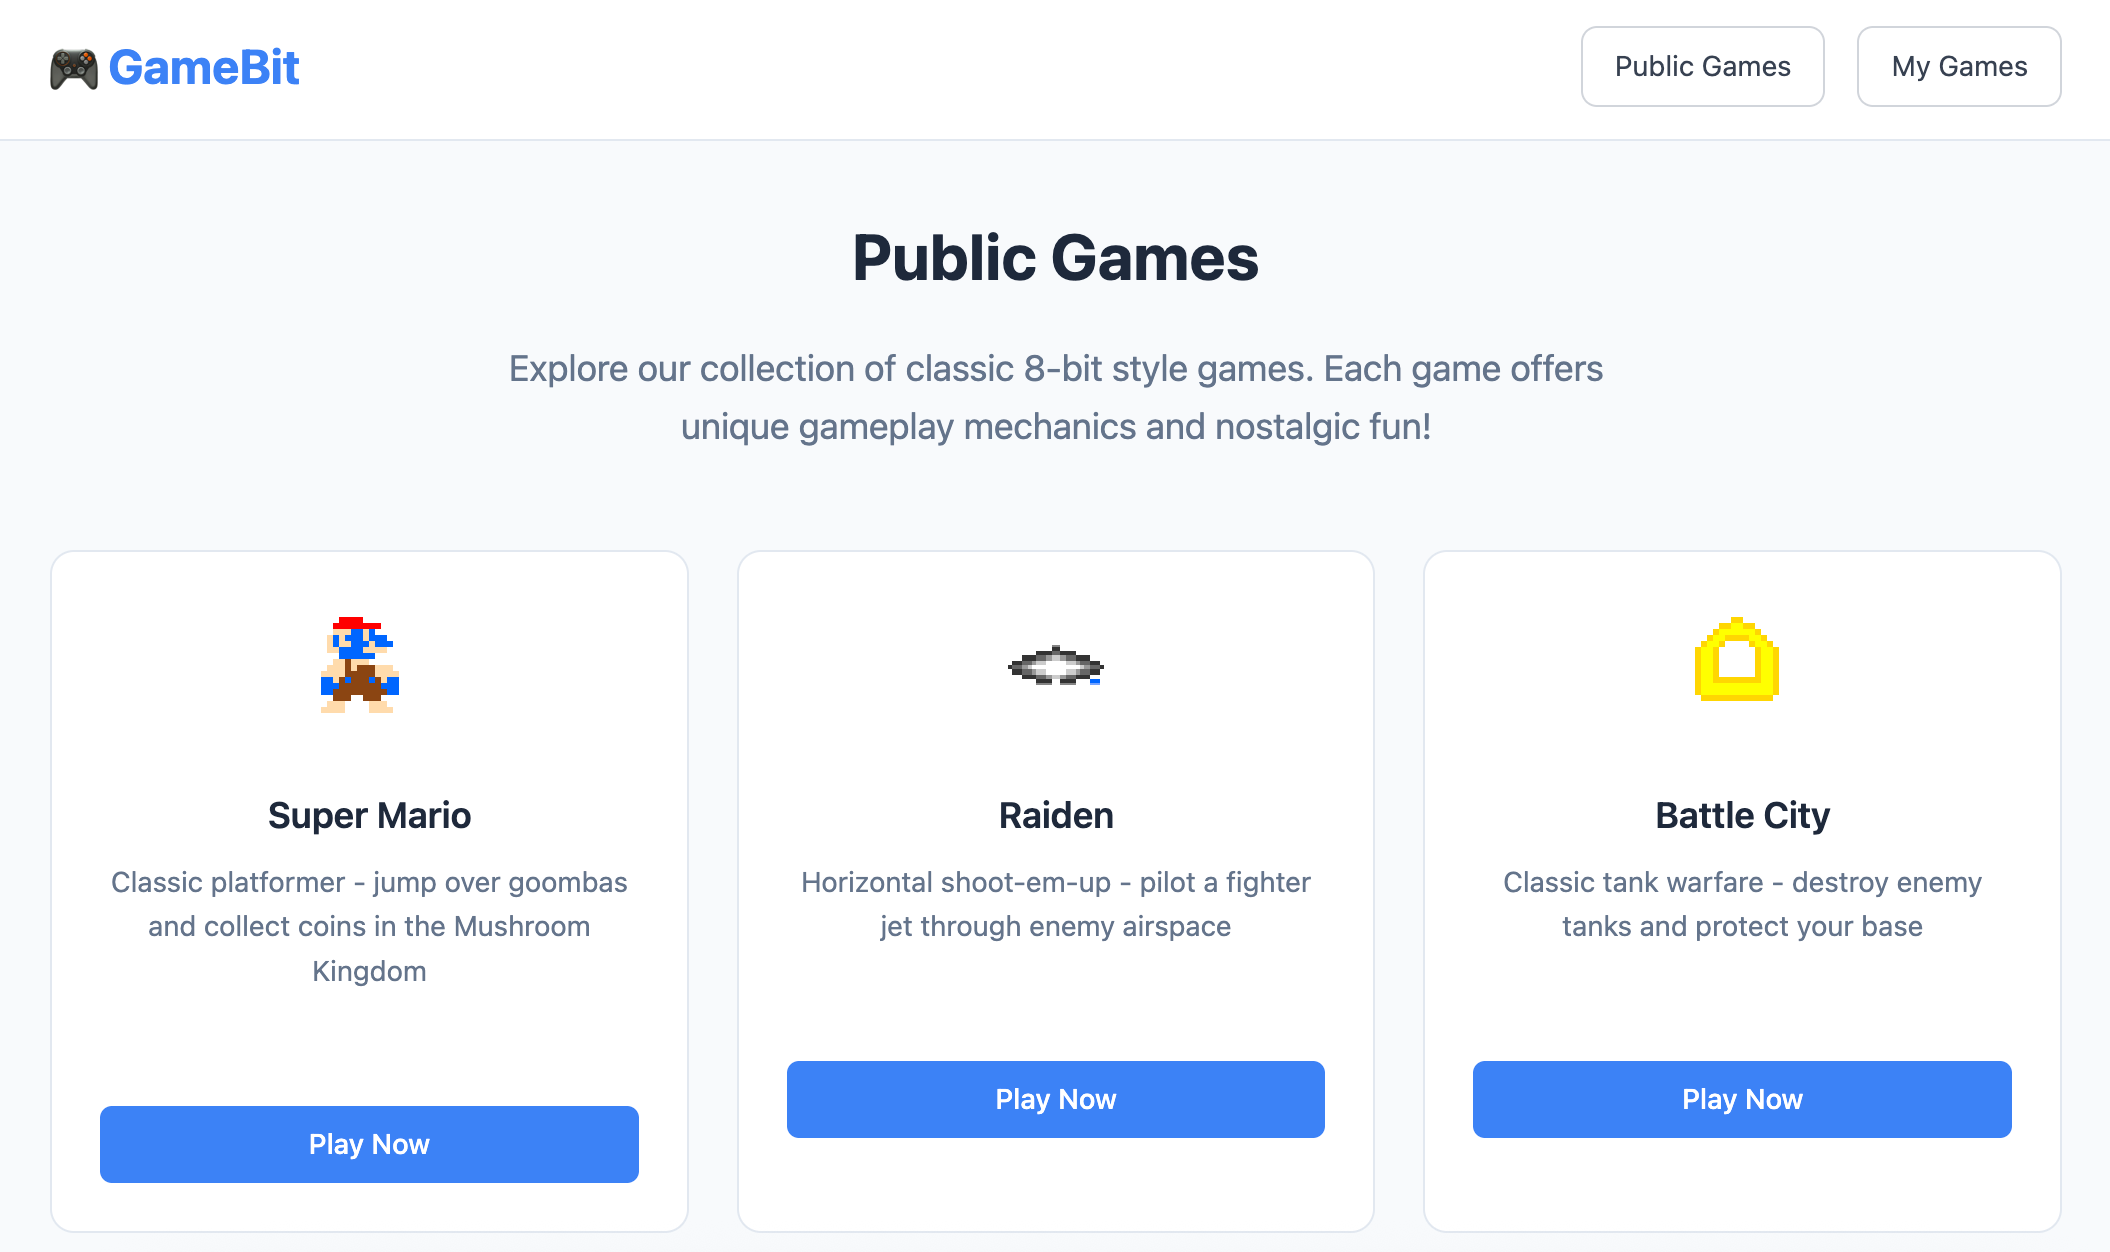 GameBit
Public Games
My Games
Public Games
Explore our collection of classic 8-bit style games. Each game offers
unique gameplay mechanics and nostalgic fun!
Super Mario
Classic platformer - jump over goombas
and collect coins in the Mushroom
Kingdom
Play Now
Raiden
Horizontal shoot-em-up - pilot a fighter
jet through enemy airspace
Play Now
Battle City
Classic tank warfare - destroy enemy
tanks and protect your base
Play Now